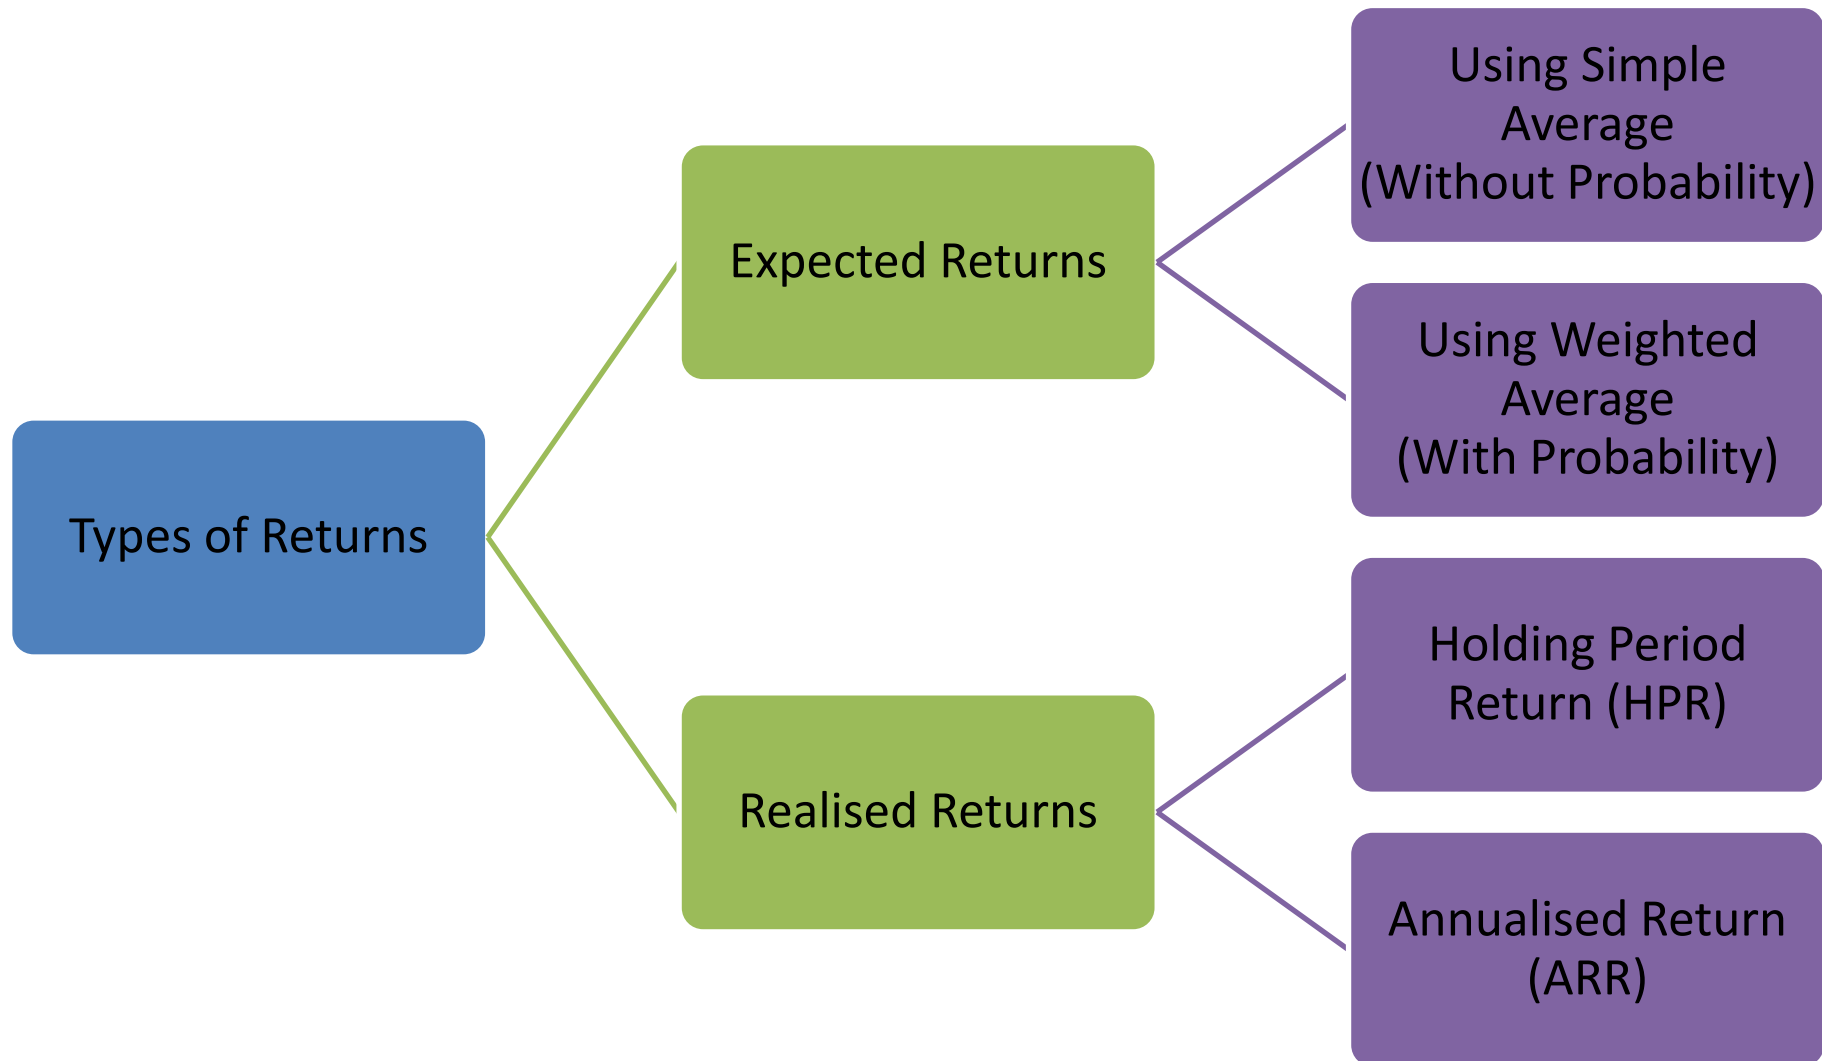 Types of Returns
Expected Returns
Using Simple
Average
(Without Probability)
Using Weighted
Average
(With Probability)
Realised Returns
Holding Period
Return (HPR)
Annualised Return
(ARR)